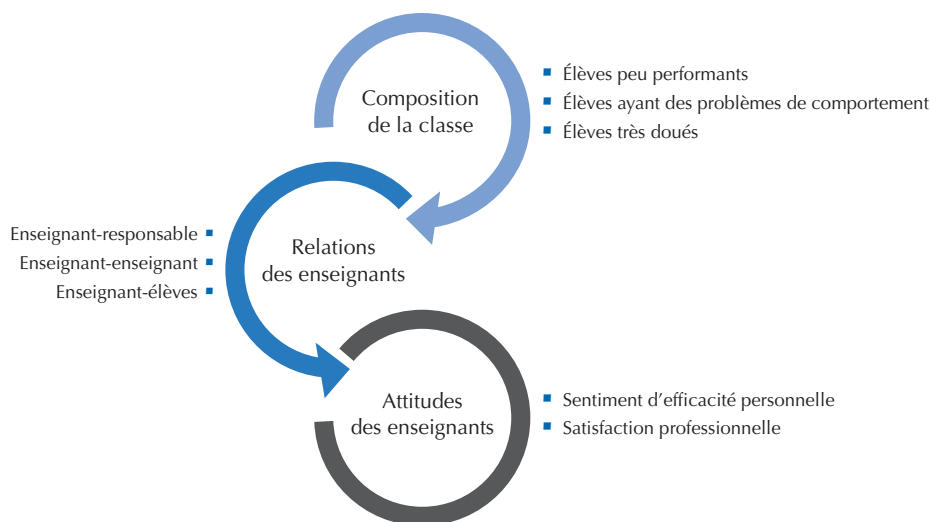 Composition
de la classe
Élèves peu performants
Élèves ayant des problèmes de comportement
Élèves très doués
Enseignant-responsable
Enseignant-enseignant
Enseignant-élèves
Relations
des enseignants
Attitudes
des enseignants
Sentiment d’efficacité personnelle
Satisfaction professionnelle